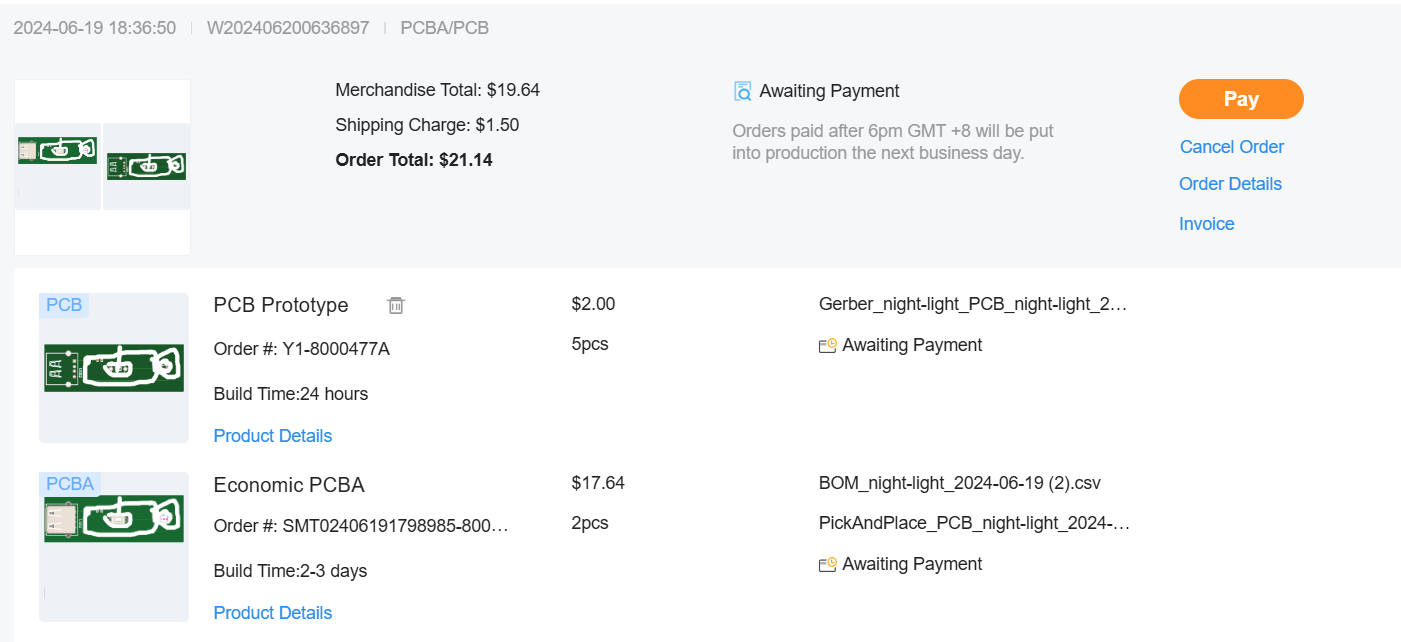 2024-06-19 18:36:50 | W202406200636897 | PCBA/PCB
Merchandise Total: $19.64
Shipping Charge: $1.50
Order Total: $21.14
Awaiting Payment
Orders paid after 6pm GMT +8 will be put
into production the next business day.
Pay
Cancel Order
Order Details
Invoice
PCB
AA
PCB Prototype
Order #: Y1-8000477A
Build Time:24 hours
Product Details
$2.00
5pcs
Gerber_night-light_PCB_night-light_2…
Awaiting Payment
PCBA
Economic PCBA
Order #: SMT02406191798985-800…
Build Time:2-3 days
Product Details
$17.64
2pcs
BOM_night-light_2024-06-19 (2).csv
PickAndPlace_PCB_night-light_2024-…
Awaiting Payment